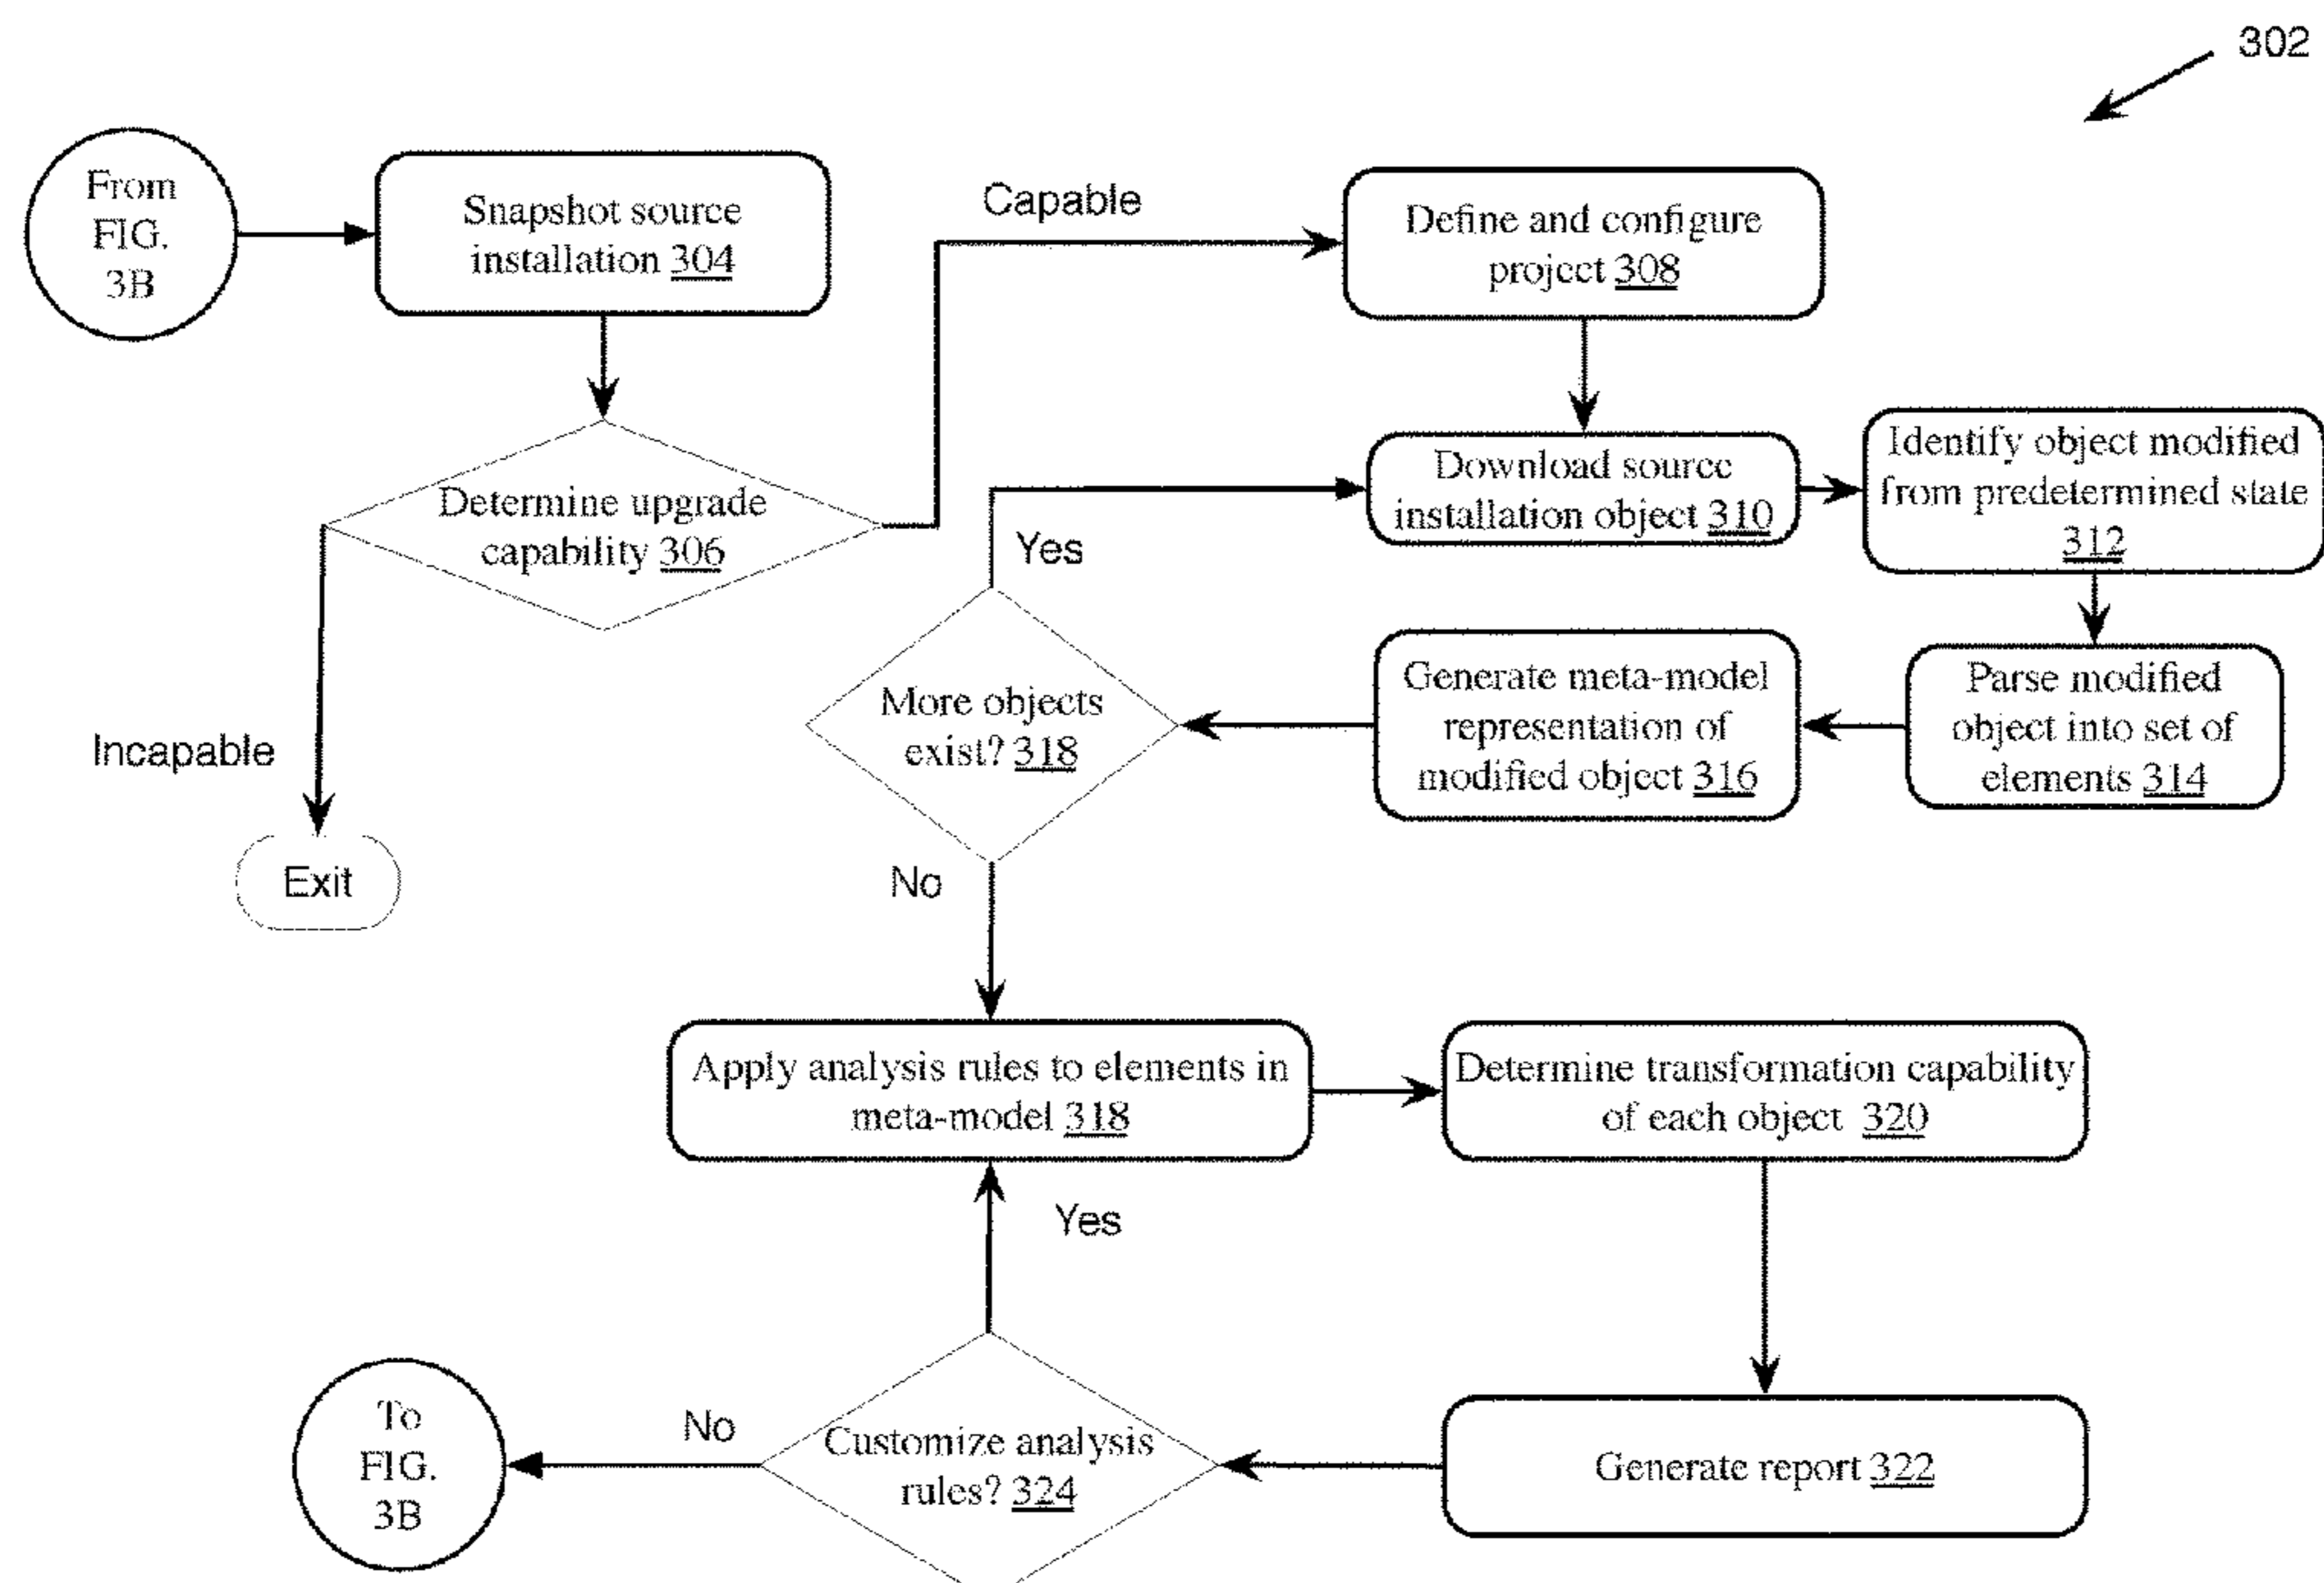 302
From
FIG.
3B
Snapshot source
installation 304
Capable
Define and configure
project 308
Determine upgrade
capability 306
Yes
Download source
installation object 310
Identify object modified
from predetermined state
312
Incapable
More objects
exist? 318
Generate meta-model
representation of
modified object 316
Parse modified
object into set of
elements 314
Exit
No
Apply analysis rules to elements in
meta-model 318
Determine transformation capability
of each object 320
Yes
To
FIG.
3B
No
Customize analysis
rules? 324
Generate report 322